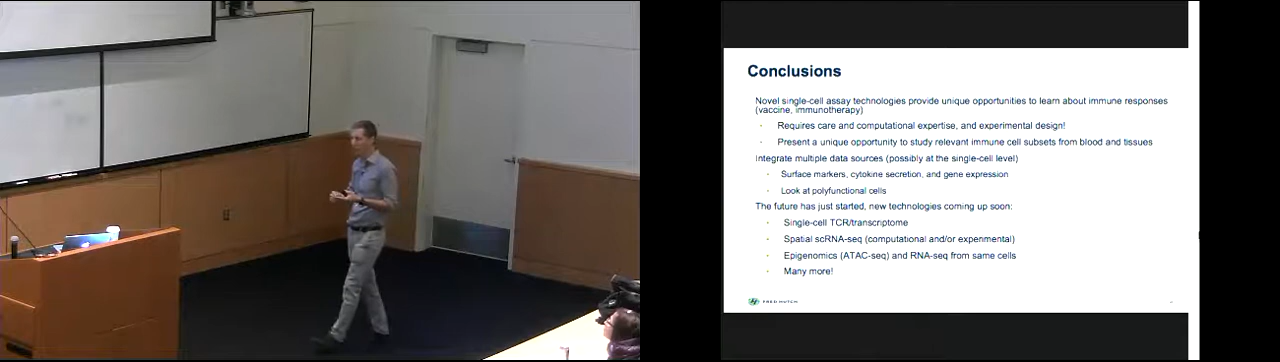 Conclusions
Novel single-cell assay technologies provide unique opportunities to learn about immune responses
(vaccine, immunotherapy)
Requires care and computational expertise, and experimental design!
Present a unique opportunity to study relevant immune cell subsets from blood and tissues
Integrate multiple data sources (possibly at the single-cell level)
Surface markers, cytokine secretion, and gene expression
Look at polyfunctional cells
The future has just started, new technologies coming up soon:
Single-cell TCR/transcriptome
Spatial scRNA-seq (computational and/or experimental)
Epigenomics (ATAC-seq) and RNA-seq from same cells
Many more!
FRED HUTCH